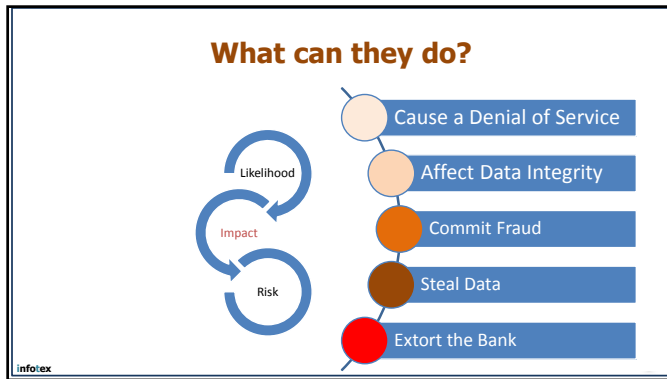 What can they do?
Likelihood
Impact
Risk
Cause a Denial of Service
Affect Data Integrity
Commit Fraud
Steal Data
Extort the Bank
infotex